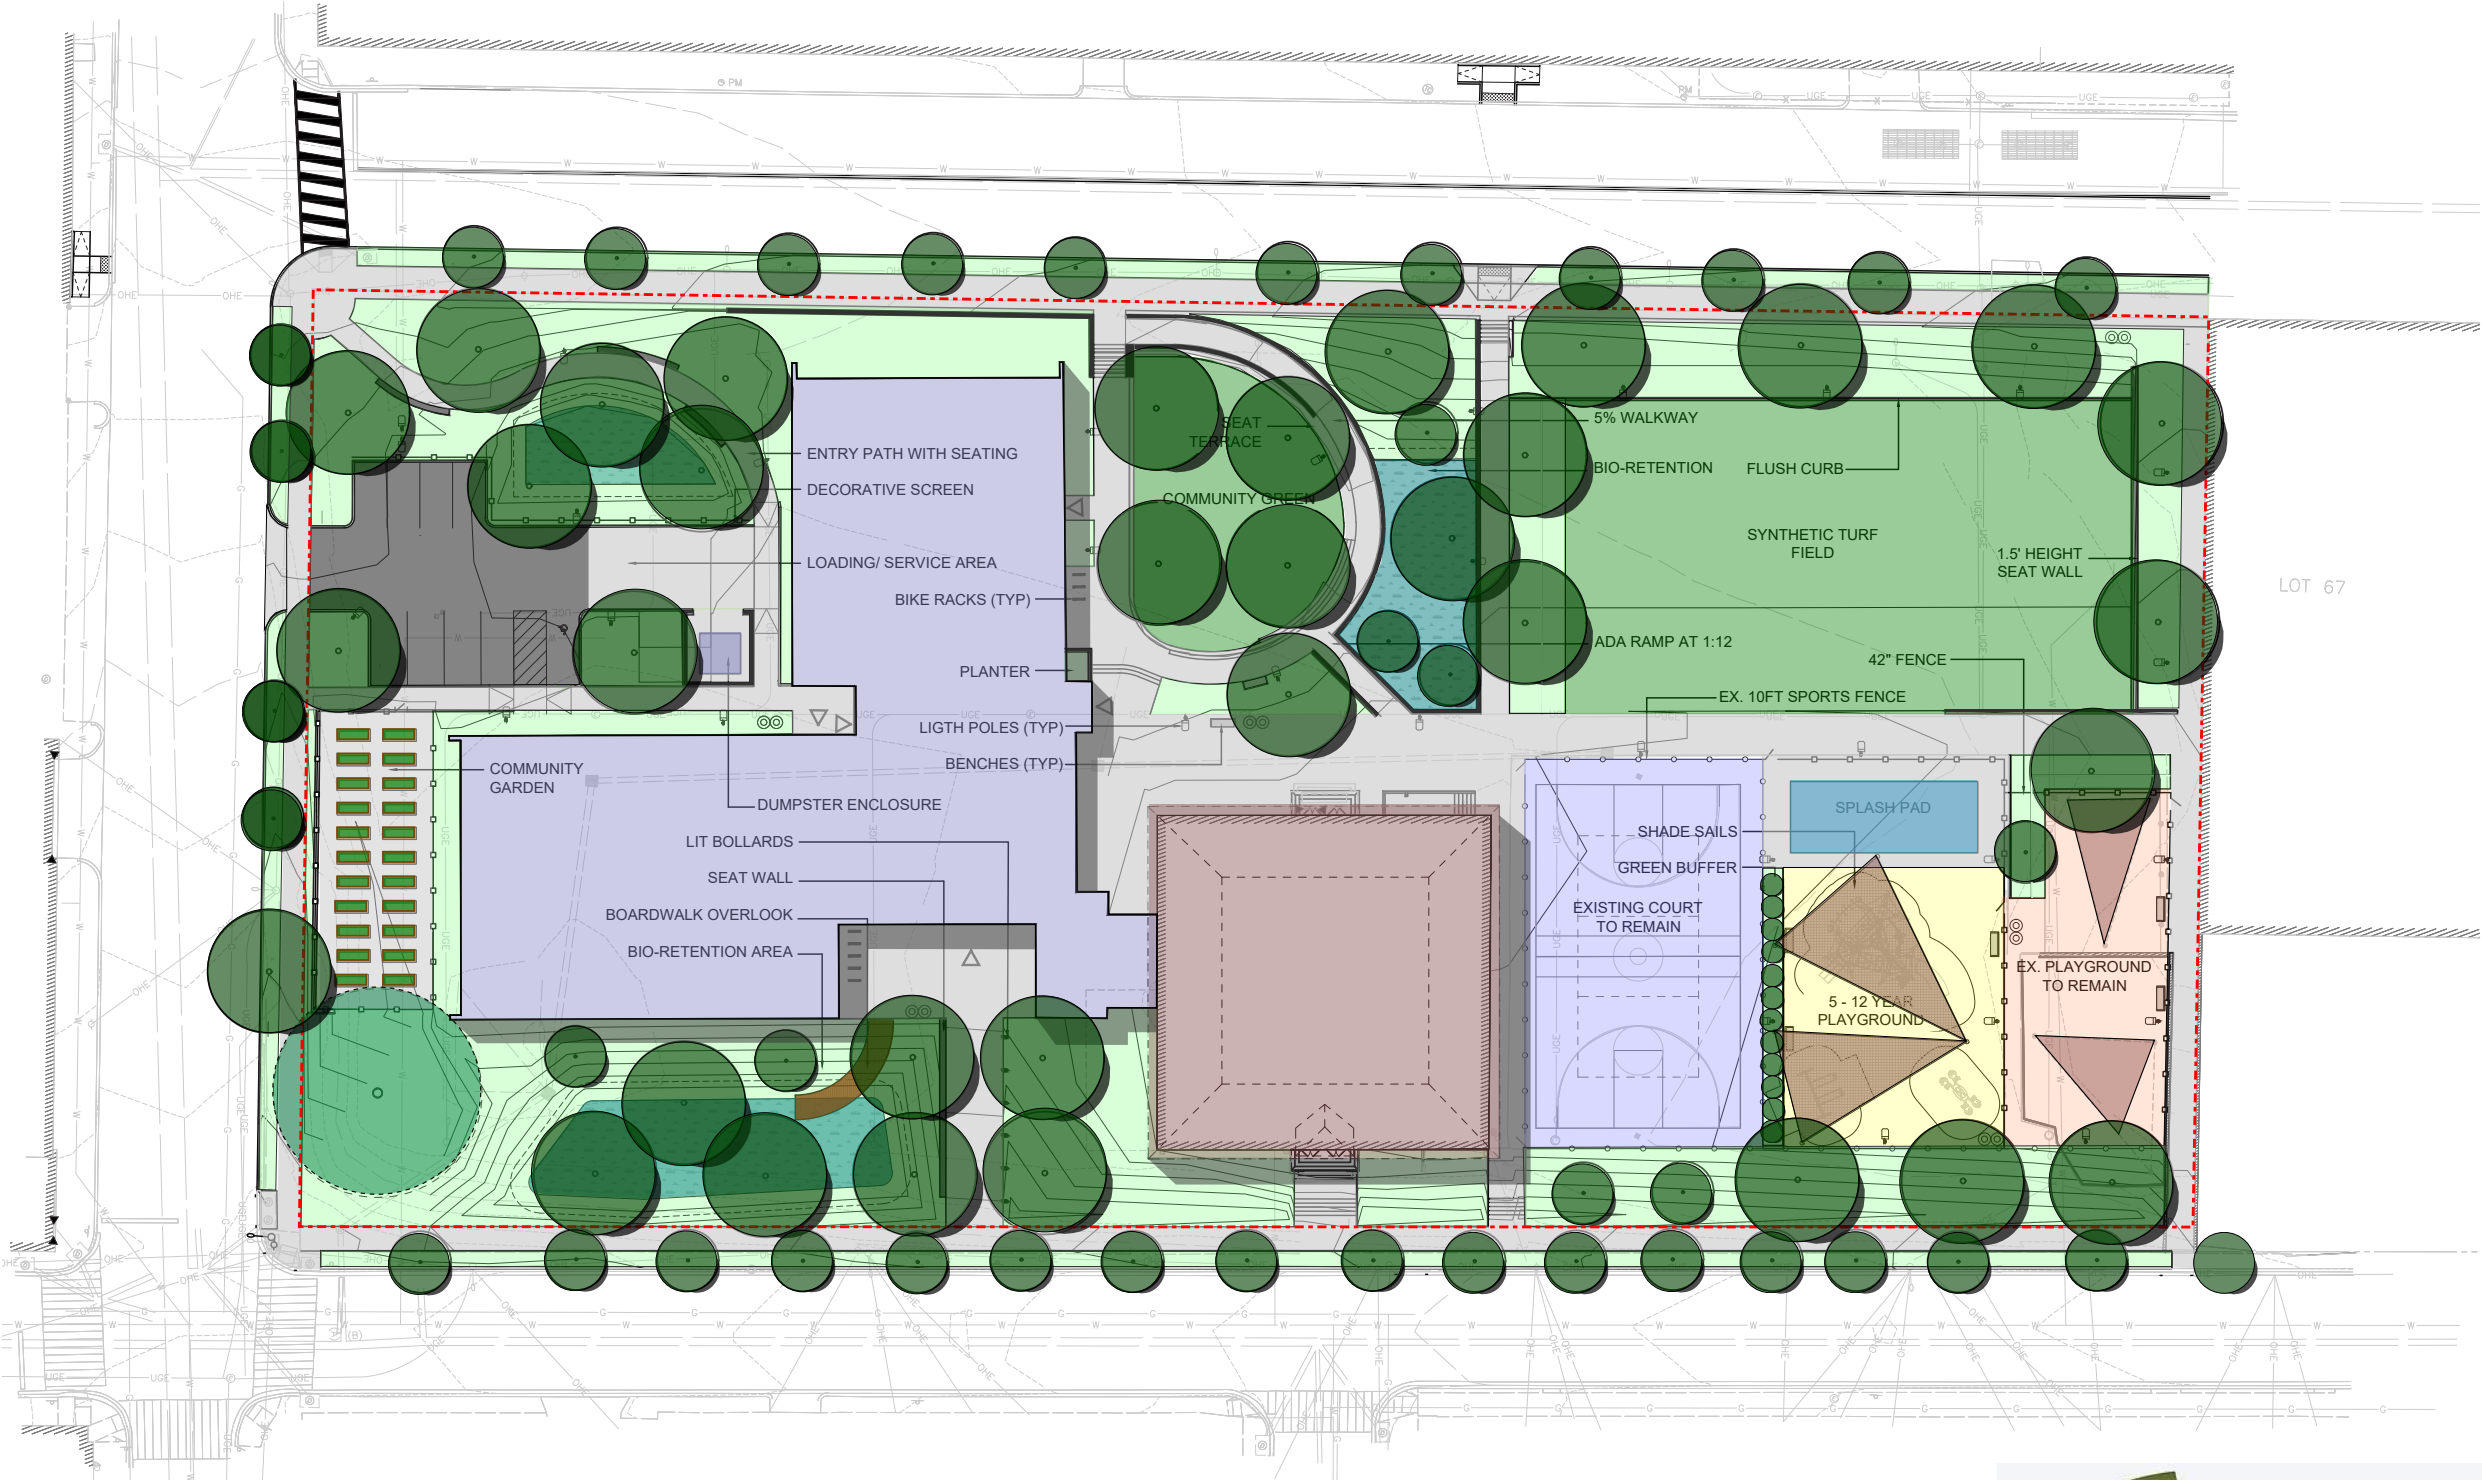 PM
PM
LOT 67
SEAT
TERRACE
5% WALKWAY
ENTRY PATH WITH SEATING
BIO-RETENTION
FLUSH CURB
DECORATIVE SCREEN
COMMUNITY GREEN
SYNTHETIC TURF
FIELD
1.5' HEIGHT
SEAT WALL
LOADING/ SERVICE AREA
BIKE RACKS (TYP)
ADA RAMP AT 1:12
42" FENCE
PLANTER
EX. 10FT SPORTS FENCE
LIGTH POLES (TYP)
BENCHES (TYP)
COMMUNITY
GARDEN
DUMPSTER ENCLOSURE
SPLASH PAD
SHADE SAILS
LIT BOLLARDS
GREEN BUFFER
SEAT WALL
BOARDWALK OVERLOOK
EXISTING COURT
TO REMAIN
BIO-RETENTION AREA
EX. PLAYGROUND
TO REMAIN
5 - 12 YEAR
PLAYGROUND